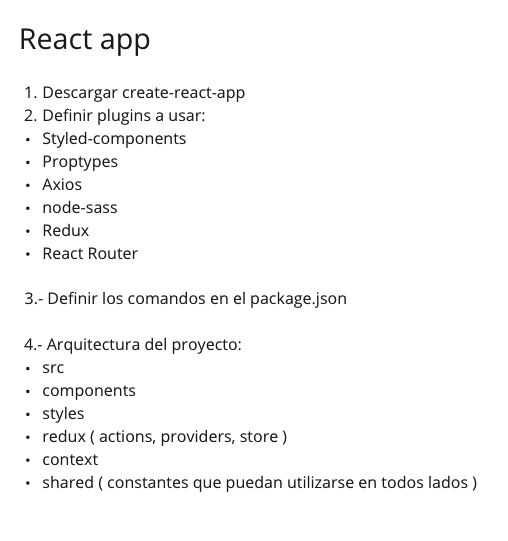 React app
1. Descargar create-react-app
2. Definir plugins a usar:
• Styled-components
• Proptypes
• Axios
• node-sass
• Redux
• React Router
3.- Definir los comandos en el package.json
4.- Arquitectura del proyecto:
• src
• components
• styles
• redux ( actions, providers, store )
• context
• shared ( constantes que puedan utilizarse en todos lados )